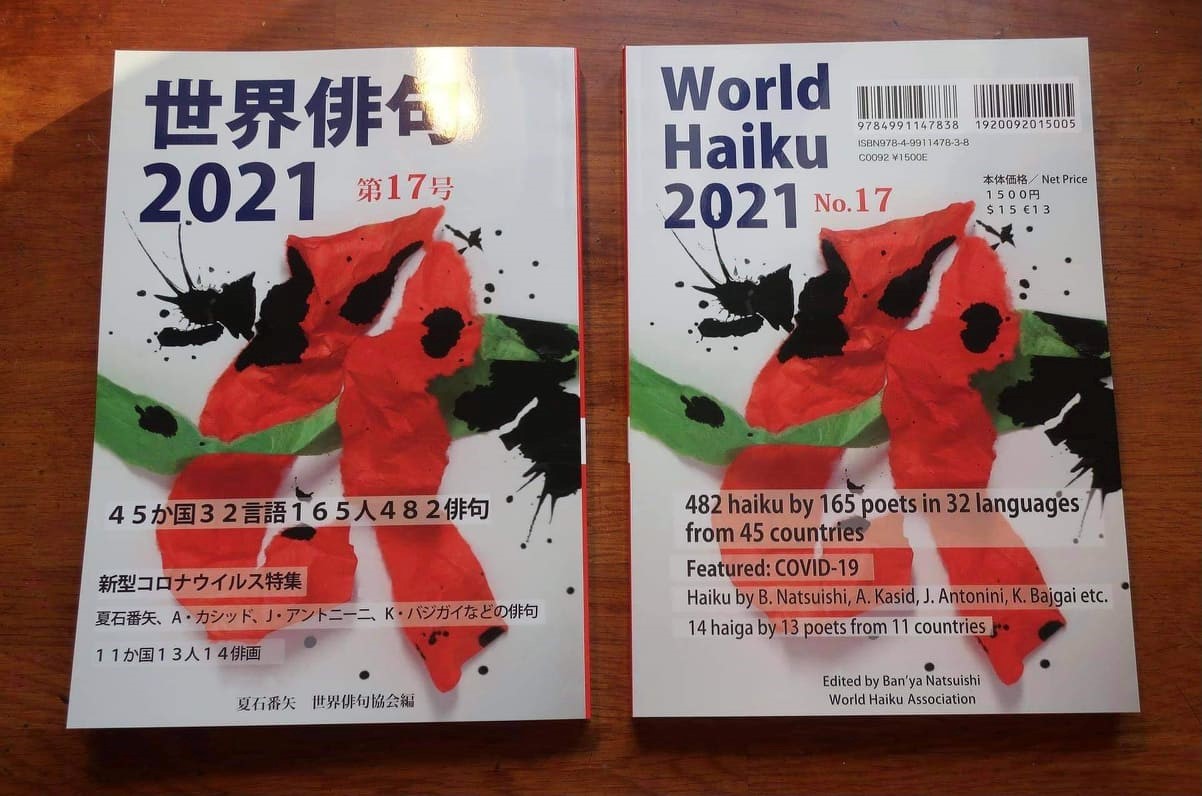 世界俳句
2021 第17号
４５か国３２言語１６５人４８２俳句
新型コロナウイルス特集
夏石番矢、A・カシッド、J・アントニーニ、K・バジガイなどの俳句
１１か国１３人１４俳画
夏石番矢　世界俳句協会編
World
Haiku
2021 No.17
9784991147838
1920092015005
ISBN978-4-9911478-3-8
C0092 ¥1500E
本体価格／ Net Price
１５００円
＄１５ €１３
482 haiku by 165 poets in 32 languages
from 45 countries
Featured: COVID-19
Haiku by B. Natsuishi, A. Kasid, J. Antonini, K. Bajgai etc.
14 haiga by 13 poets from 11 countries
Edited by Ban'ya Natsuishi
World Haiku Association